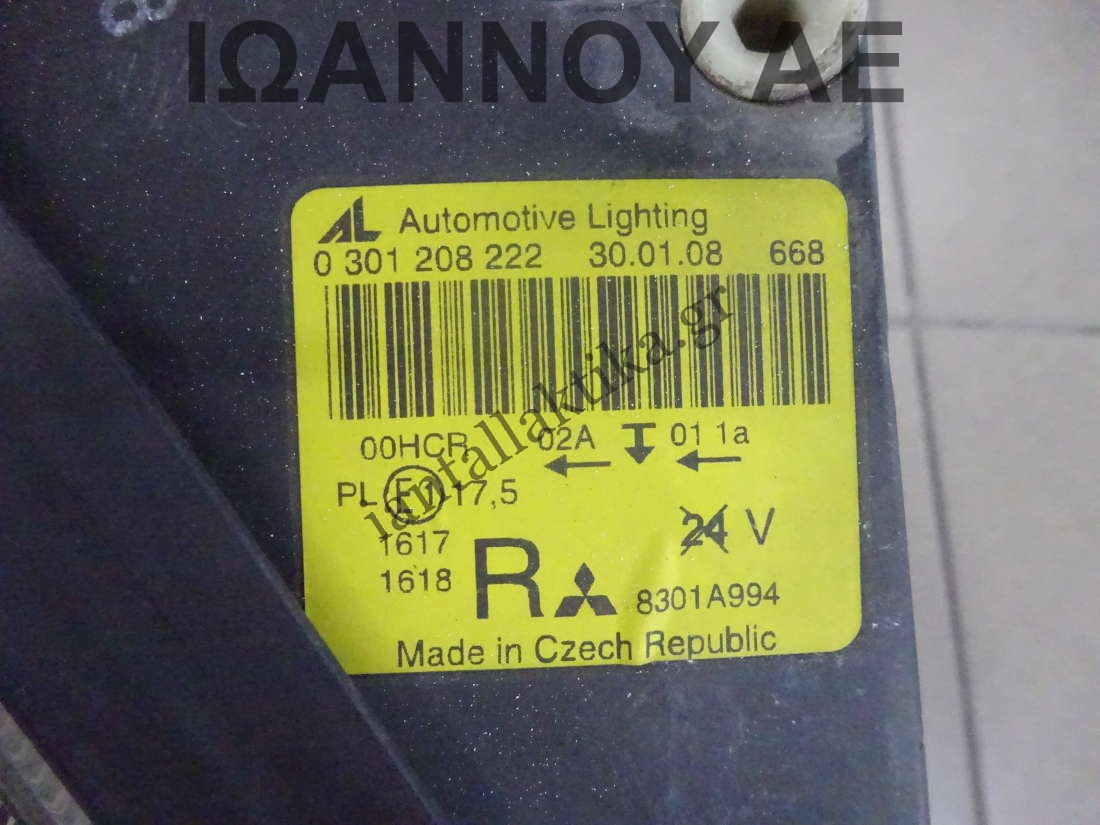 ΙΩΑΝΝΟΥ ΑΕ
AL Automotive Lighting
0 301 208 222 30.01.08 668
00HCR 02A 01 1a
PL E 17,5
1617
1618
R
24 V
8301A994
Made in Czech Republic
iantallaktika.gr